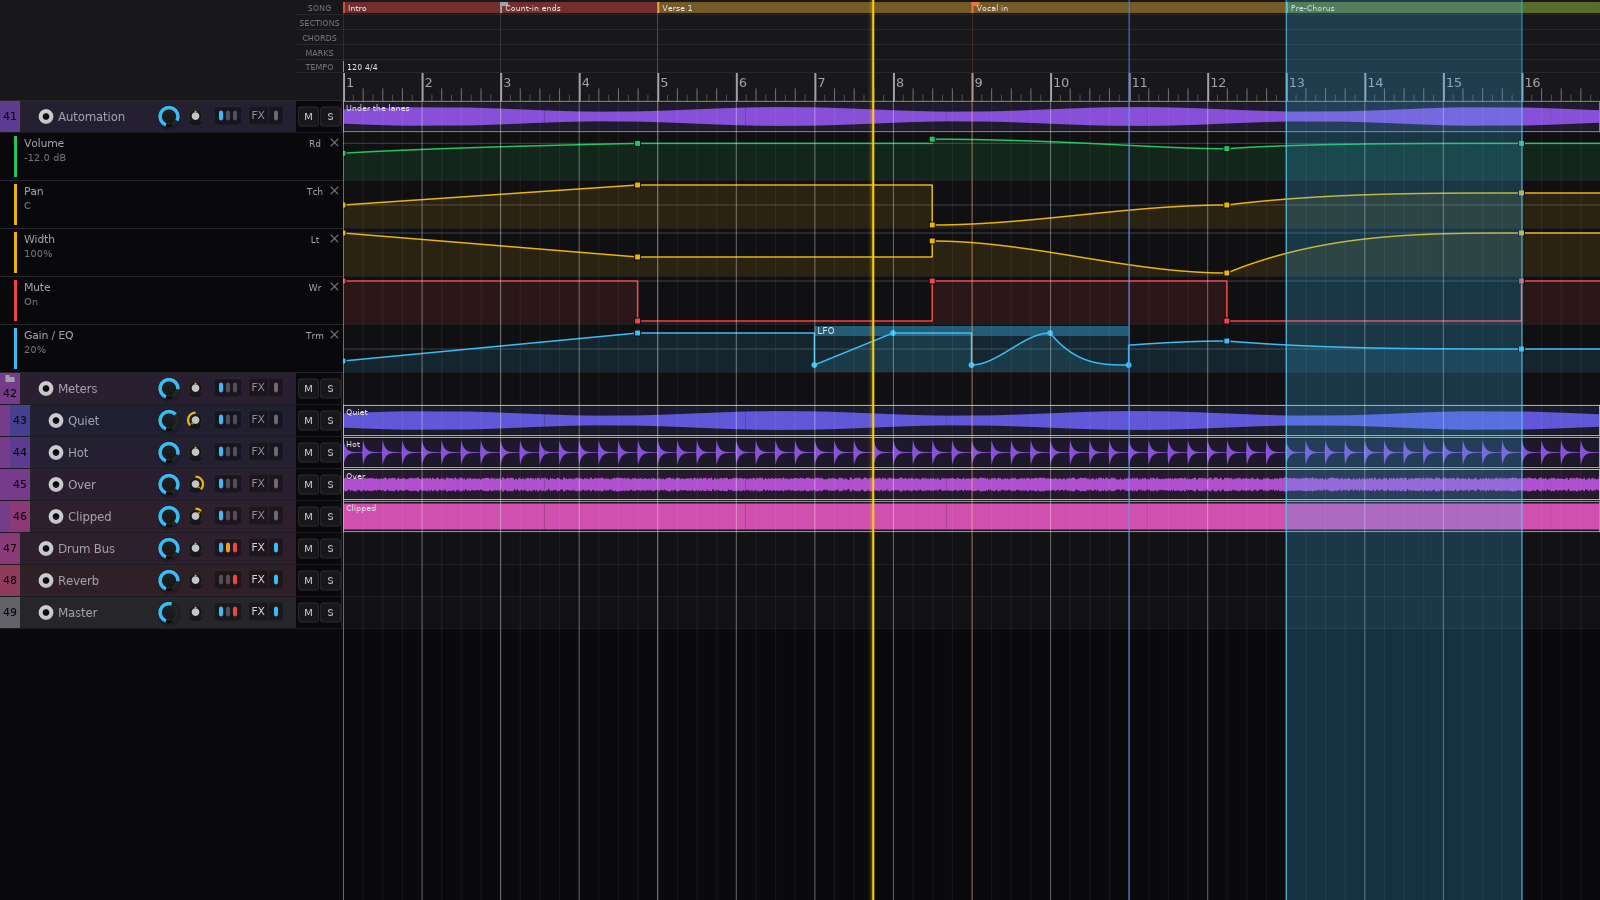 SONG Intro Count-in ends Verse 1 Vocal in Pre-Chorus
SECTIONS
CHORDS
MARKS
TEMPO 120 4/4
1 2 3 4 5 6 7 8 9 10 11 12 13 14 15 16
41 Automation FX M S Under the lanes
Volume Rd
-12.0 dB
Pan Tch
C
Width Lt
100%
Mute Wr
On
Gain / EQ Trm LFO
20%
42 Meters FX M S
43 Quiet FX M S Quiet
44 Hot FX M S Hot
45 Over FX M S Over
46 Clipped FX M S Clipped
47 Drum Bus FX M S
48 Reverb FX M S
49 Master FX M S